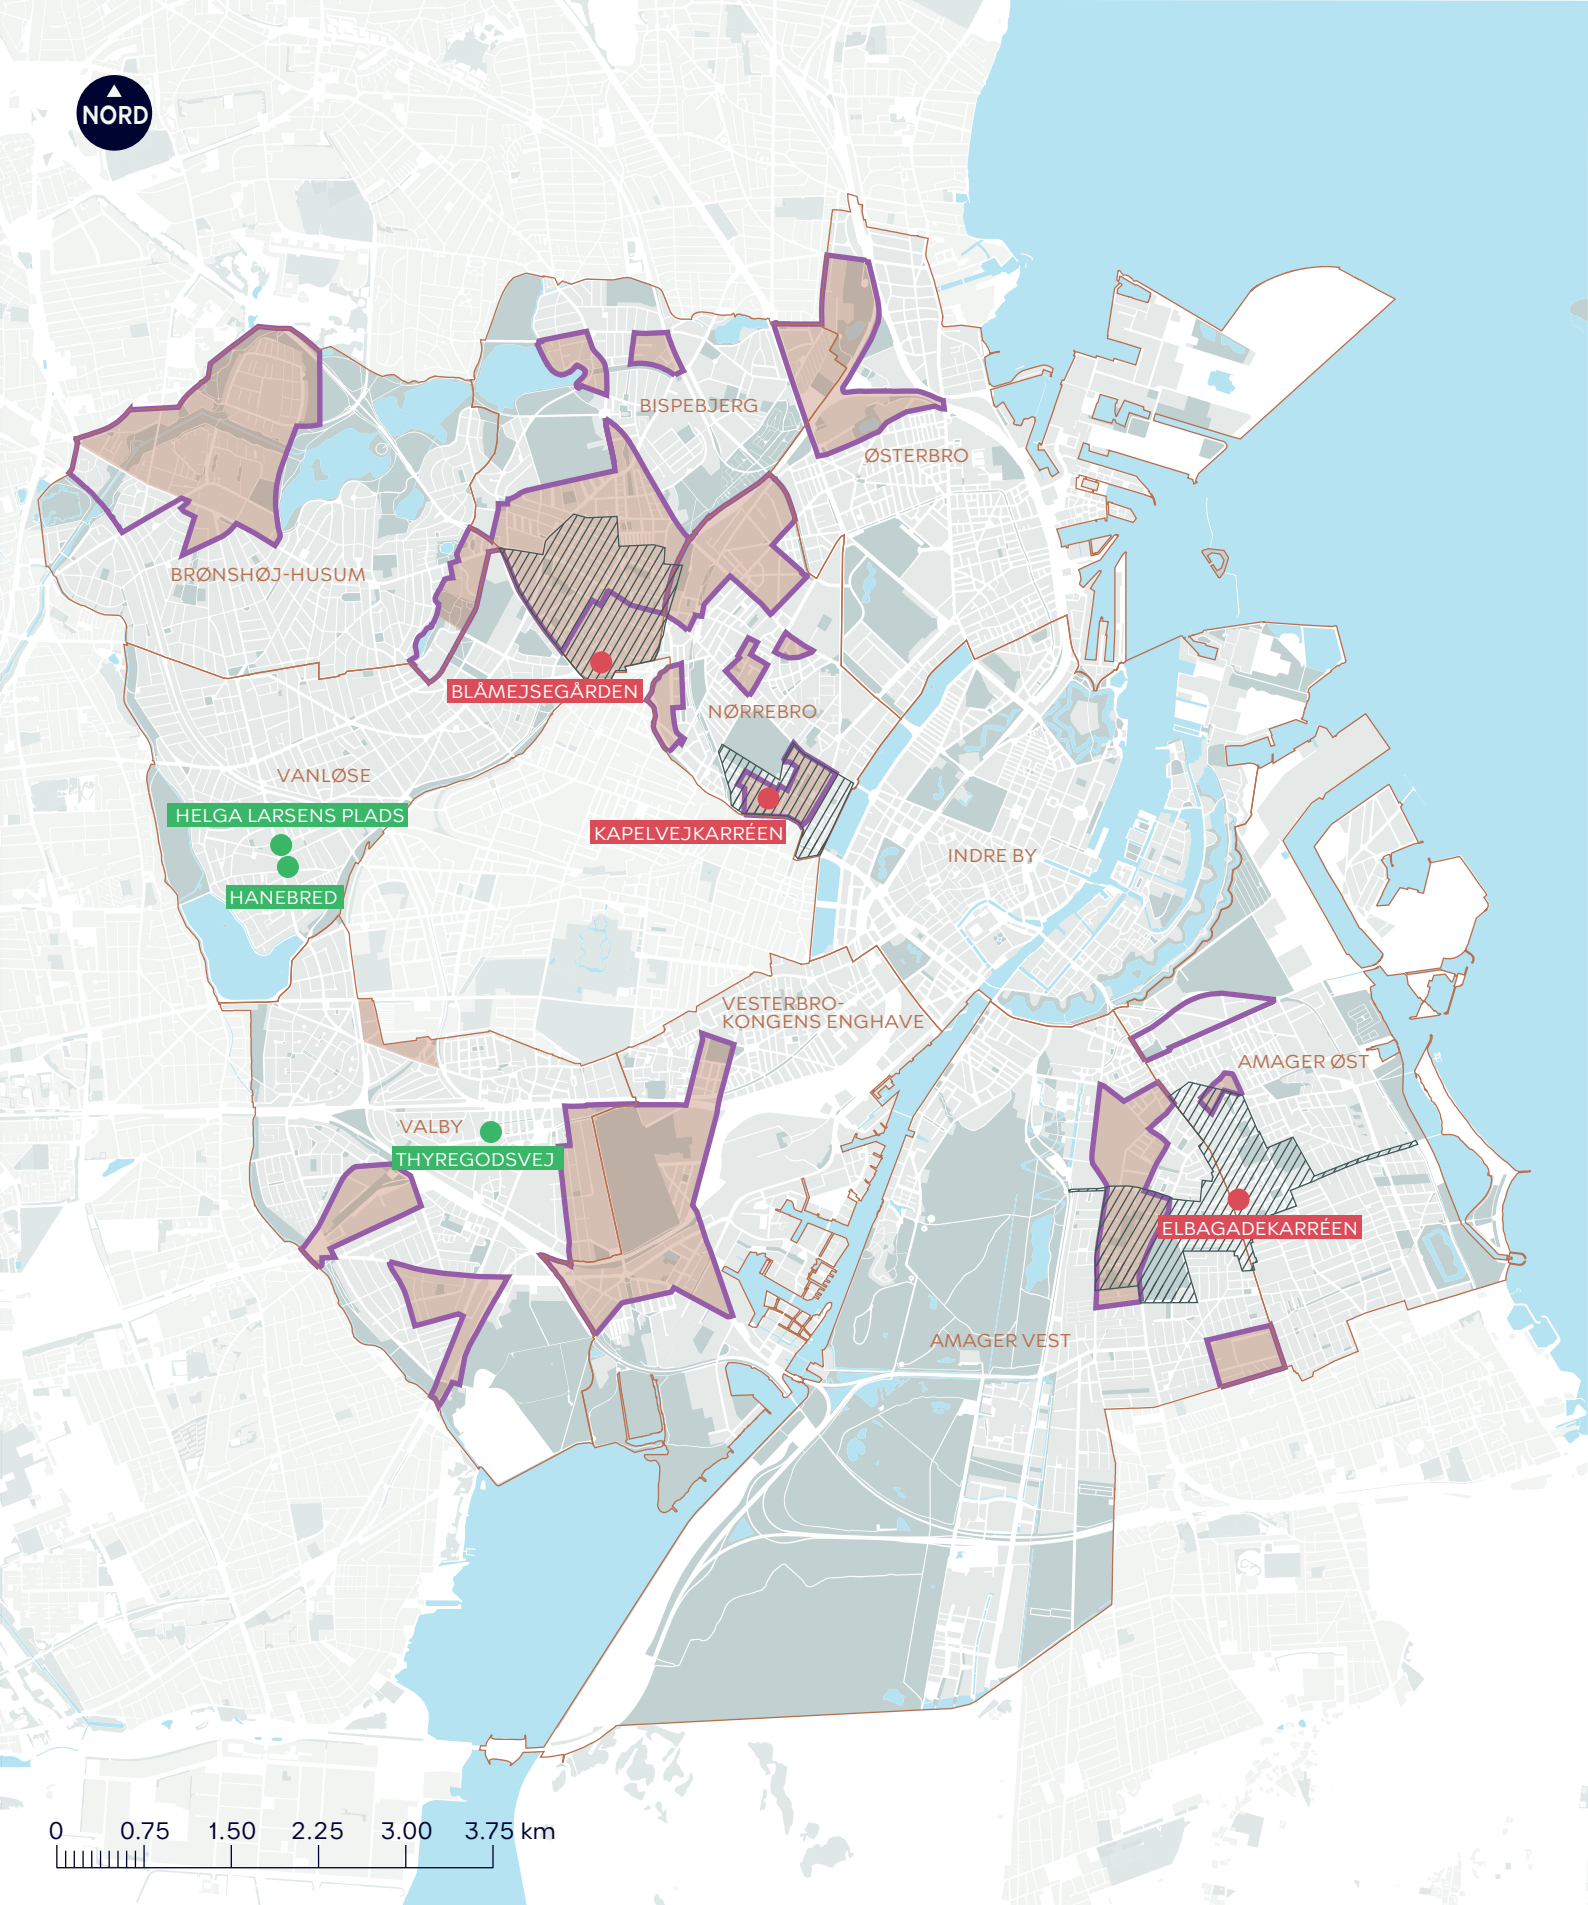 NORD
BISPEBJERG
ØSTERBRO
BRØNSHØJ-HUSUM
BLÅMEJSEGÅRDEN
NØRREBRO
VANLØSE
HELGA LARSENS PLADS
KAPELVEJKARRÉEN
INDRE BY
HANEBRED
VESTERBRO-
KONGENS ENGHAVE
AMAGER ØST
VALBY
THYREGODSVEJ
ELBAGADEKARRÉEN
AMAGER VEST
0 0.75 1.50 2.25 3.00 3.75 km